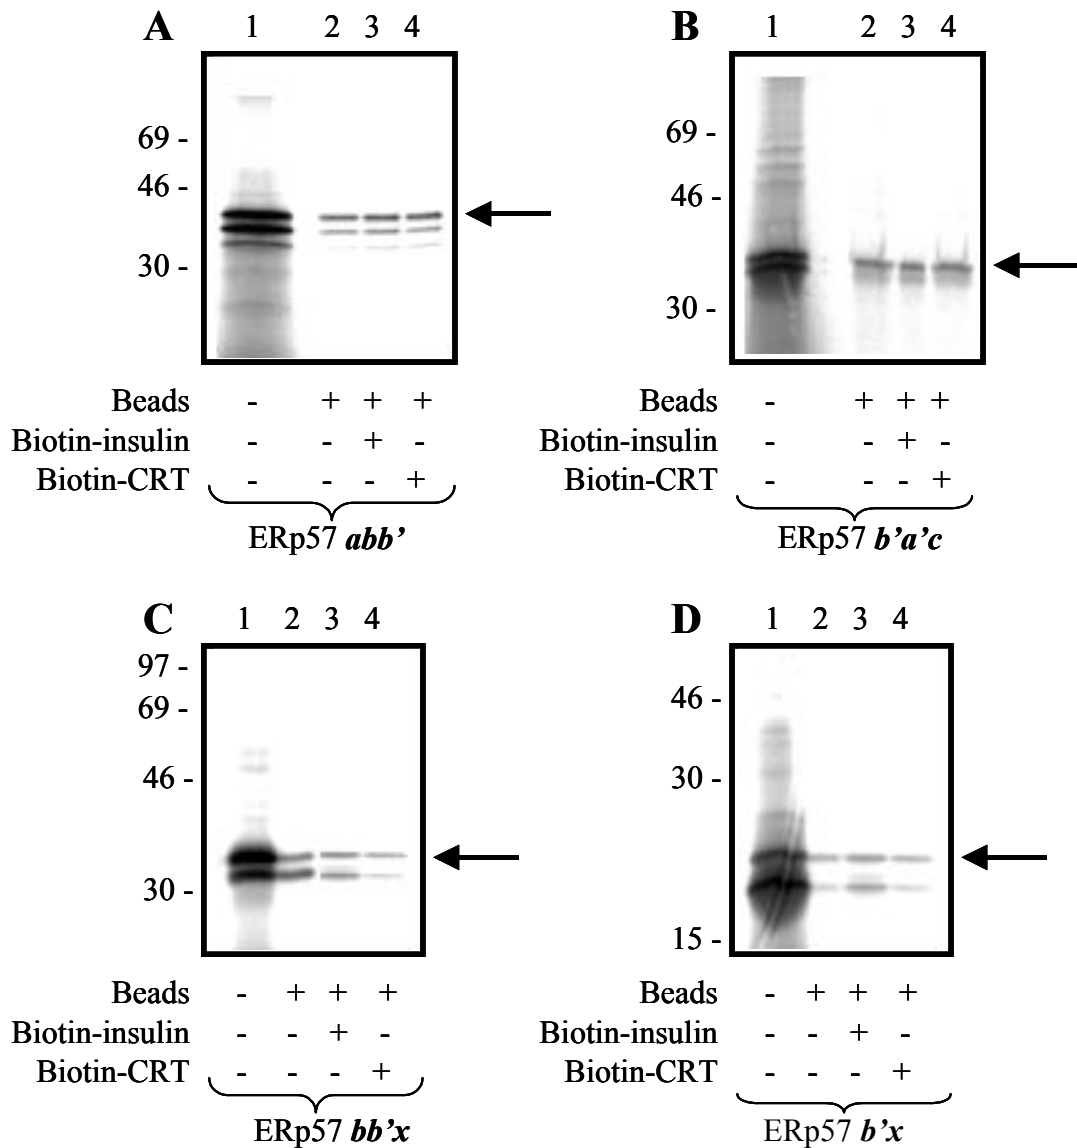 A 1 2 3 4
69 -
46 -
30 -
Beads - + + +
Biotin-insulin - - + -
Biotin-CRT - - - +
ERp57 abb’
B 1 2 3 4
69 -
46 -
30 -
Beads - + + +
Biotin-insulin - - + -
Biotin-CRT - - - +
ERp57 b’a’c
C 1 2 3 4
97 -
69 -
46 -
30 -
Beads - + + +
Biotin-insulin - - + -
Biotin-CRT - - - +
ERp57 bb’x
D 1 2 3 4
46 -
30 -
15 -
Beads - + + +
Biotin-insulin - - + -
Biotin-CRT - - - +
ERp57 b’x